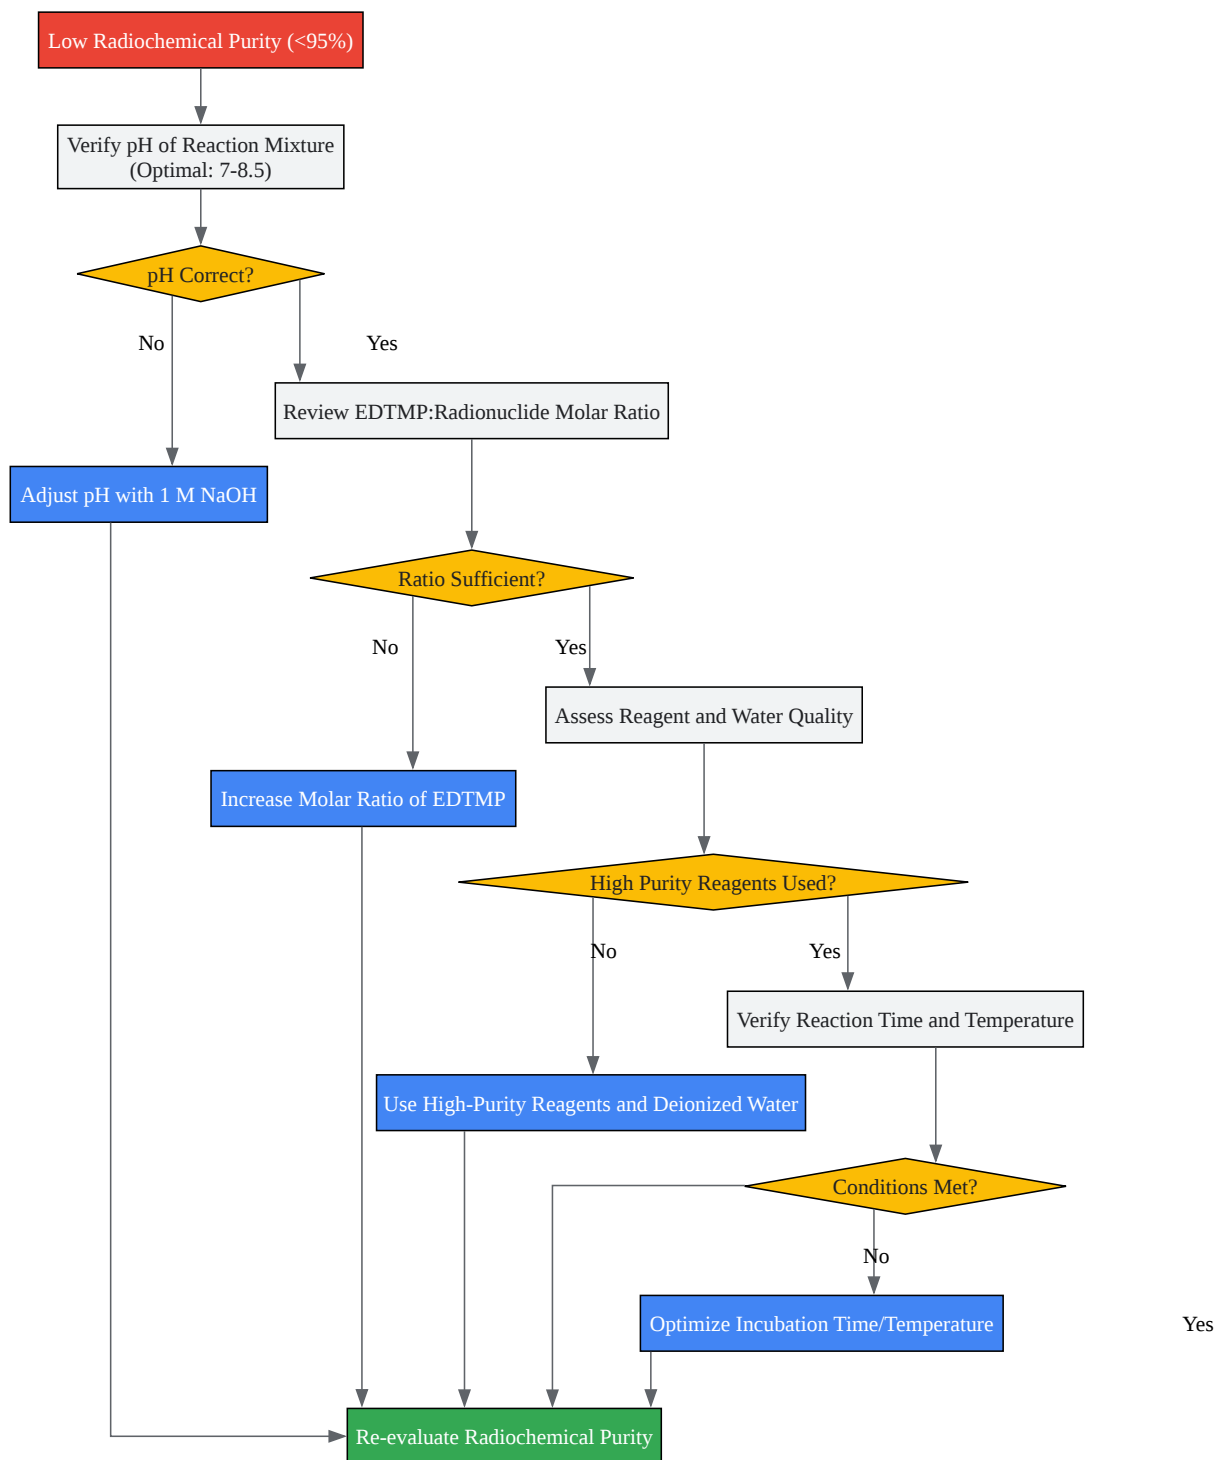 Low Radiochemical Purity (<95%)
Verify pH of Reaction Mixture
(Optimal: 7-8.5)
pH Correct?
No
Yes
Review EDTMP:Radionuclide Molar Ratio
Adjust pH with 1 M NaOH
Ratio Sufficient?
No
Yes
Assess Reagent and Water Quality
Increase Molar Ratio of EDTMP
High Purity Reagents Used?
No
Yes
Verify Reaction Time and Temperature
Use High-Purity Reagents and Deionized Water
Conditions Met?
No
Optimize Incubation Time/Temperature
Yes
Re-evaluate Radiochemical Purity